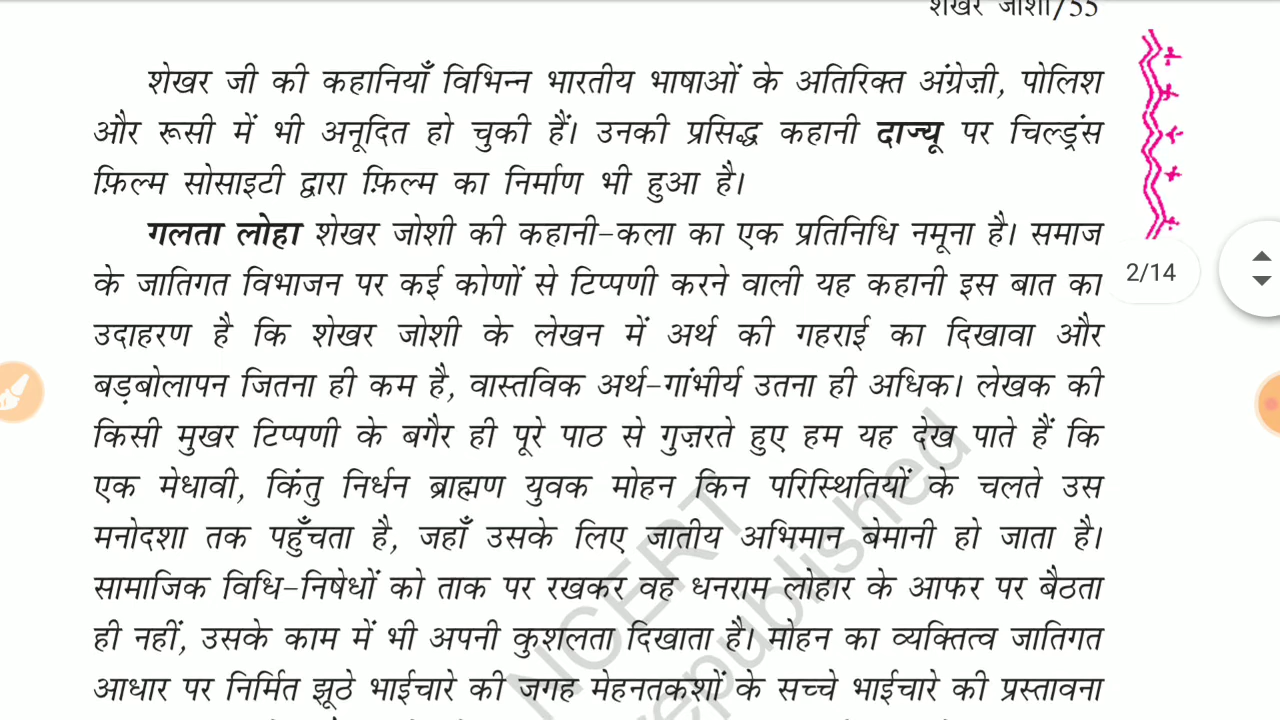 शेखर जोशी/55
शेखर जी की कहानियाँ विभिन्न भारतीय भाषाओं के अतिरिक्त अंग्रेज़ी, पोलिश
और रूसी में भी अनूदित हो चुकी हैं। उनकी प्रसिद्ध कहानी दाज्यू पर चिल्ड्रंस
फ़िल्म सोसाइटी द्वारा फ़िल्म का निर्माण भी हुआ है।
गलता लोहा शेखर जोशी की कहानी-कला का एक प्रतिनिधि नमूना है। समाज
के जातिगत विभाजन पर कई कोणों से टिप्पणी करने वाली यह कहानी इस बात का
2/14
उदाहरण है कि शेखर जोशी के लेखन में अर्थ की गहराई का दिखावा और
बड़बोलापन जितना ही कम है, वास्तविक अर्थ-गांभीर्य उतना ही अधिक। लेखक की
किसी मुखर टिप्पणी के बगैर ही पूरे पाठ से गुज़रते हुए हम यह देख पाते हैं कि
एक मेधावी, किंतु निर्धन ब्राह्मण युवक मोहन किन परिस्थितियों के चलते उस
मनोदशा तक पहुँचता है, जहाँ उसके लिए जातीय अभिमान बेमानी हो जाता है।
सामाजिक विधि-निषेधों को ताक पर रखकर वह धनराम लोहार के आफर पर बैठता
ही नहीं, उसके काम में भी अपनी कुशलता दिखाता है। मोहन का व्यक्तित्व जातिगत
आधार पर निर्मित झूठे भाईचारे की जगह मेहनतकशों के सच्चे भाईचारे की प्रस्तावना
NCERT
republished